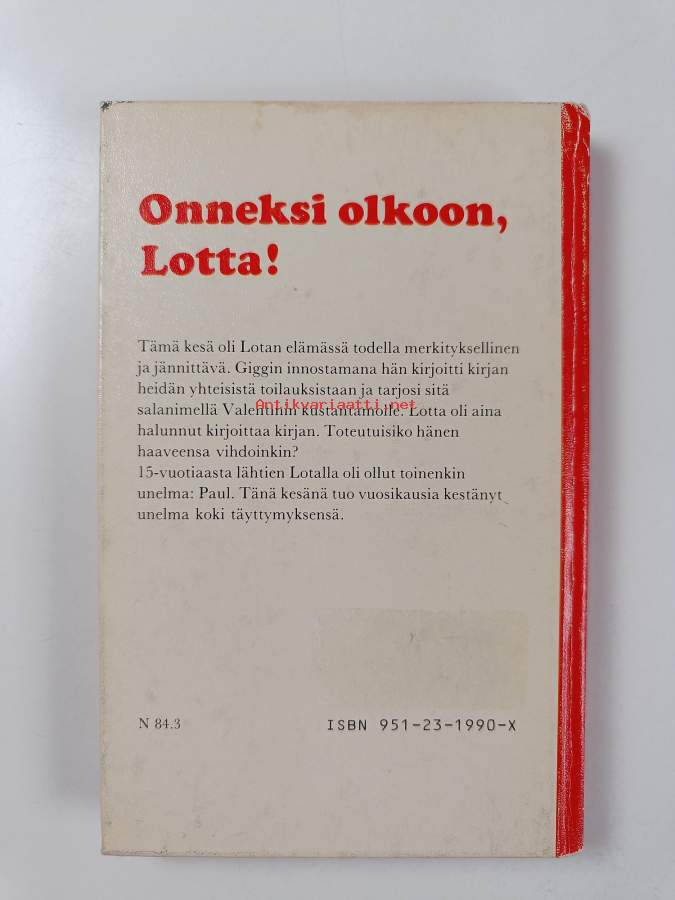 Onneksi olkoon,
Lotta!
Tämä kesä oli Lotan elämässä todella merkityksellinen
ja jännittävä. Giggin innostamana hän kirjoitti kirjan
heidän yhteisistä toilauksistaan ja tarjosi sitä
Antikvariaatti.net
salanimellä Valentinin kustantamolle. Lotta oli aina
halunnut kirjoittaa kirjan. Toteutuisiko hänen
haaveensa vihdoinkin?
15-vuotiaasta lähtien Lotalla oli ollut toinenkin
unelma: Paul. Tänä kesänä tuo vuosikausia kestänyt
unelma koki täyttymyksensä.
N 84.3
ISBN 951-23-1990-X